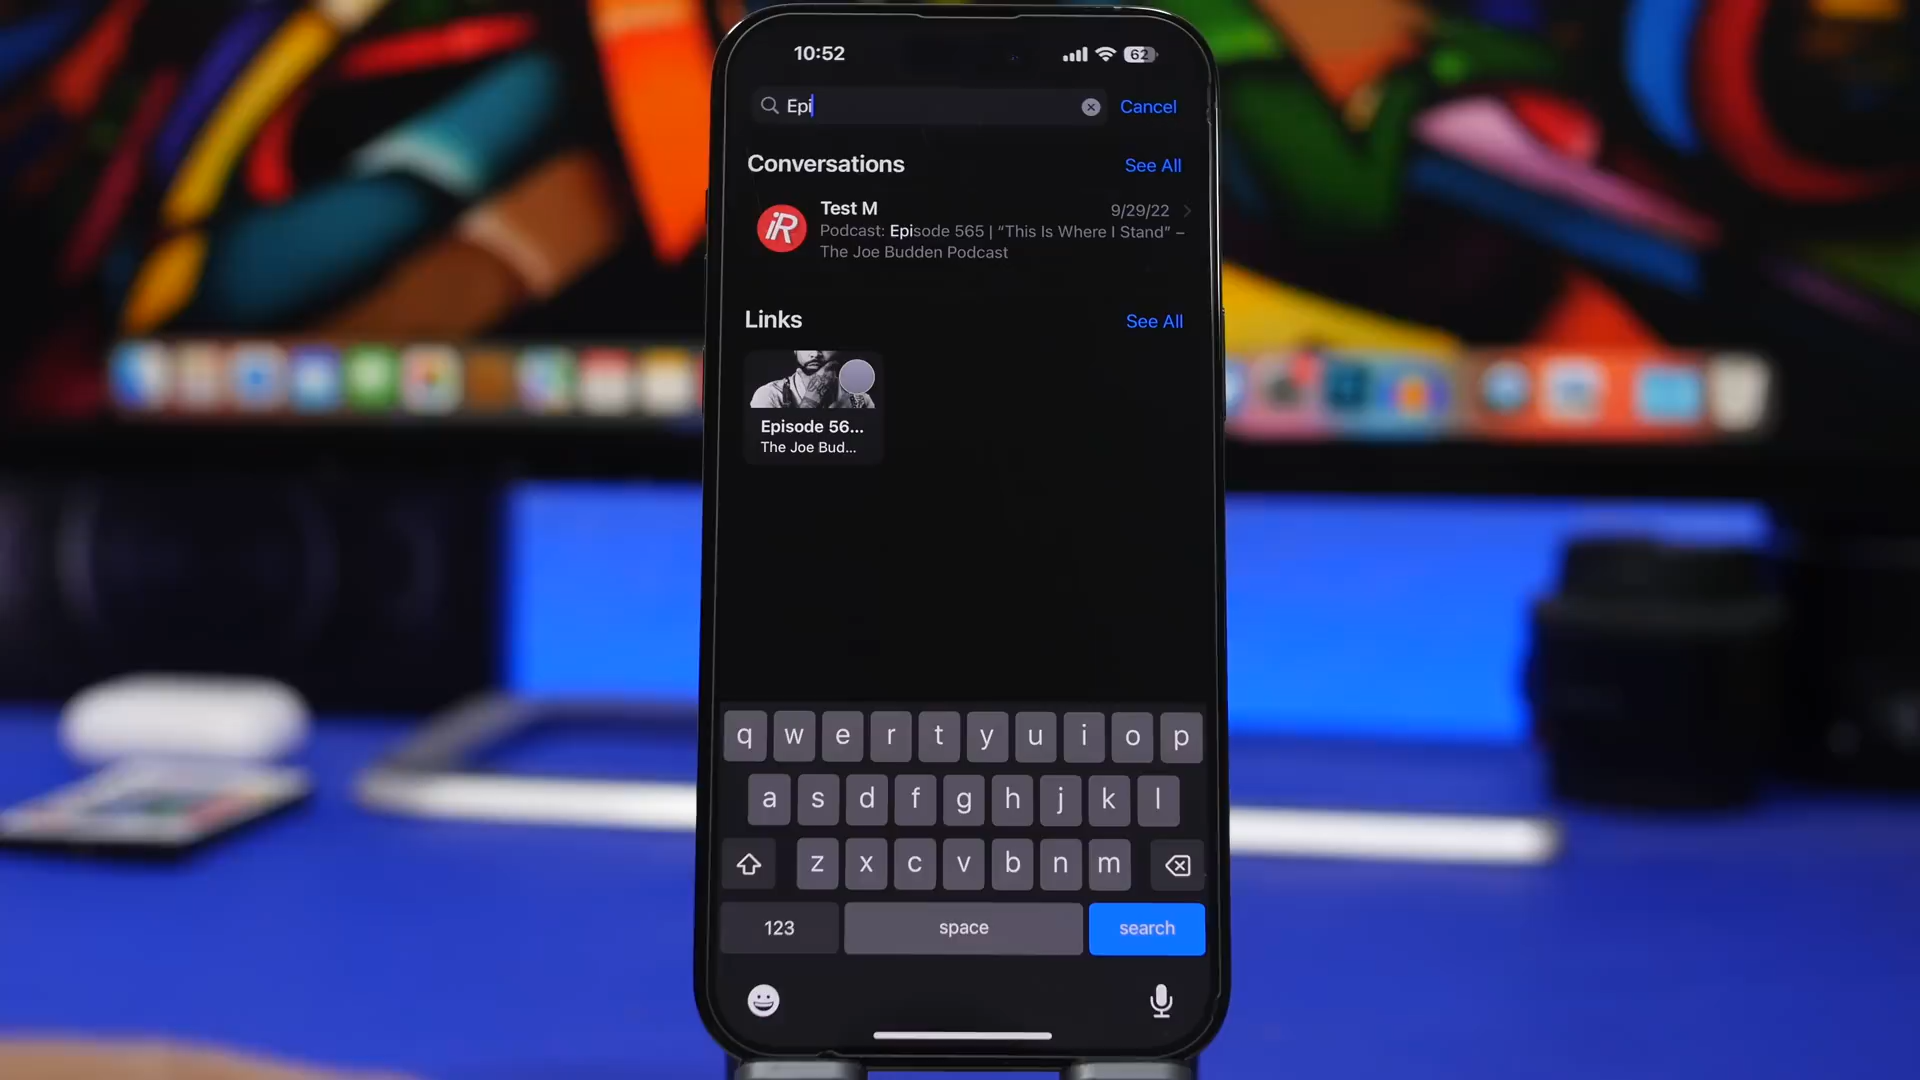 10:52
62
Epi
Cancel
Conversations
See All
iR
Test M
9/29/22
Podcast: Episode 565 | “This Is Where I Stand” –
The Joe Budden Podcast
Links
See All
Episode 56...
The Joe Bud...
q w e r t y u i o p
a s d f g h j k l
z x c v b n m
123
space
search